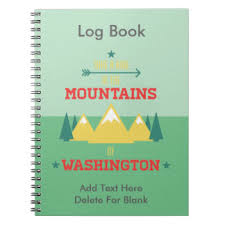 Log Book
MOUNTAINS
WASHINGTON
Add Text Here
Delete For Blank